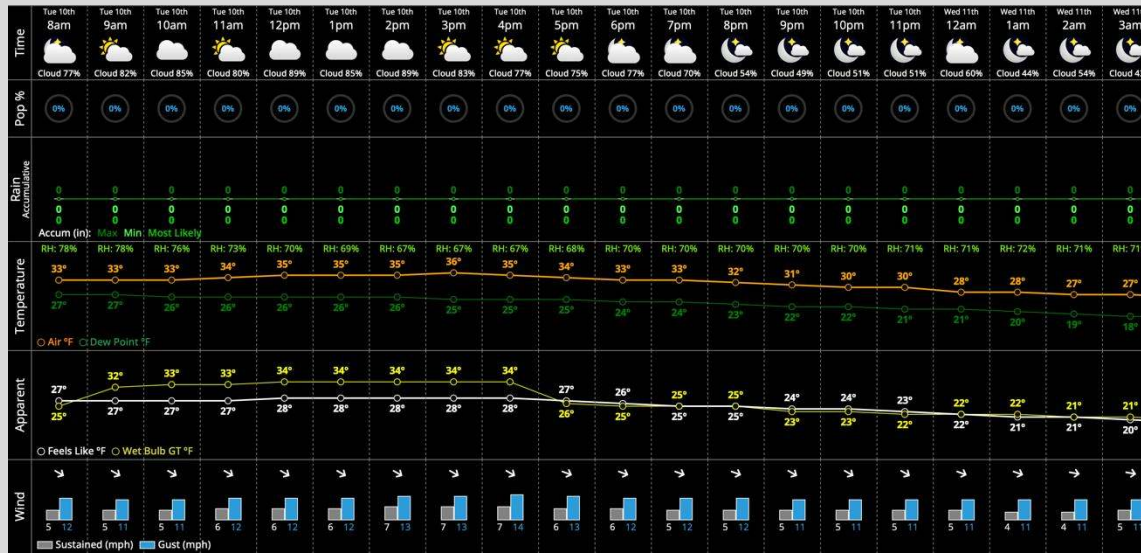 Time
Tue 10th Tue 10th Tue 10th Tue 10th Tue 10th Tue 10th Tue 10th Tue 10th Tue 10th Tue 10th Tue 10th Tue 10th Tue 10th Tue 10th Tue 10th Tue 10th Wed 11th Wed 11th Wed 11th Wed 11t
8am 9am 10am 11am 12pm 1pm 2pm 3pm 4pm 5pm 6pm 7pm 8pm 9pm 10pm 11pm 12am 1am 2am 3am
Cloud 77% Cloud 82% Cloud 85% Cloud 80% Cloud 89% Cloud 85% Cloud 89% Cloud 83% Cloud 77% Cloud 75% Cloud 77% Cloud 70% Cloud 54% Cloud 49% Cloud 51% Cloud 51% Cloud 60% Cloud 44% Cloud 54% Cloud
Pop %
0% 0% 0% 0% 0% 0% 0% 0% 0% 0% 0% 0% 0% 0% 0% 0% 0% 0% 0% 0%
Rain
Accumulative
0 0 0 0 0 0 0 0 0 0 0 0 0 0 0 0 0 0 0 0
0 0 0 0 0 0 0 0 0 0 0 0 0 0 0 0 0 0 0 0
0 0 0 0 0 0 0 0 0 0 0 0 0 0 0 0 0 0 0 0
Accum (in): Max Min Most Likely
Temperature
RH: 78% RH: 78% RH: 76% RH: 73% RH: 70% RH: 69% RH: 67% RH: 67% RH: 67% RH: 68% RH: 70% RH: 70% RH: 70% RH: 70% RH: 70% RH: 71% RH: 71% RH: 72% RH: 71% RH: 71
33° 33° 33° 34° 35° 35° 35° 36° 35° 34° 33° 33° 32° 31° 30° 30° 28° 28° 27° 27°
27° 27° 26° 26° 26° 26° 26° 25° 25° 25° 24° 24° 23° 22° 22° 21° 21° 20° 19° 18°
Air °F Dew Point °F
Apparent
27° 32° 33° 33° 34° 34° 34° 34° 34° 27° 26° 25° 25° 24° 24° 23° 22° 22° 21° 21°
25° 27° 27° 27° 28° 28° 28° 28° 28° 26° 25° 25° 25° 23° 23° 22° 22° 21° 21° 20°
Feels Like °F Wet Bulb GT °F
Wind
5 12 5 11 5 11 6 12 6 12 6 12 7 13 7 13 7 14 6 13 5 12 5 12 5 12 5 11 5 11 5 11 5 11 4 11 4 11 5 11
Sustained (mph) Gust (mph)